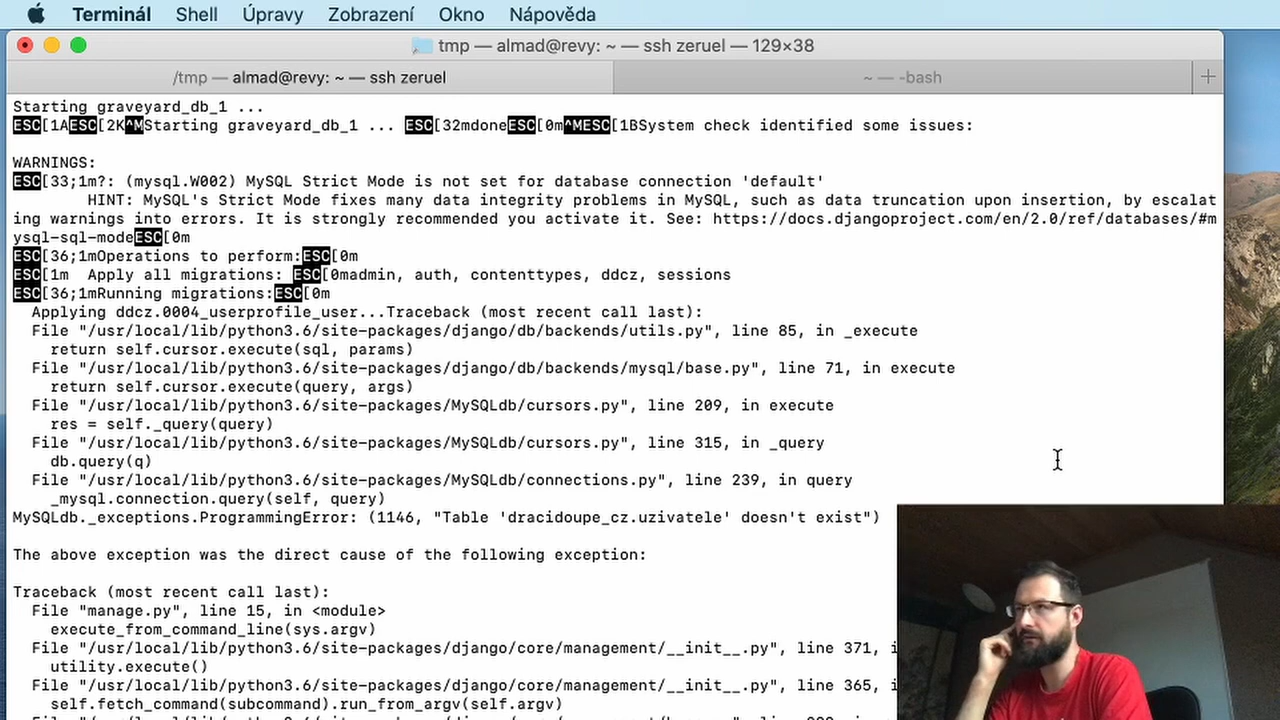 Terminál Shell Úpravy Zobrazení Okno Nápověda
tmp — almad@revy: ~ — ssh zeruel — 129×38
/tmp — almad@revy: ~ — ssh zeruel
~ — -bash
Starting graveyard_db_1 ...
ESC[1AESC[2K^MStarting graveyard_db_1 ... ESC[32mdoneESC[0m^MESC[1BSystem check identified some issues:
WARNINGS:
ESC[33;1m?: (mysql.W002) MySQL Strict Mode is not set for database connection 'default'
HINT: MySQL's Strict Mode fixes many data integrity problems in MySQL, such as data truncation upon insertion, by escalat
ing warnings into errors. It is strongly recommended you activate it. See: https://docs.djangoproject.com/en/2.0/ref/databases/#m
ysql-sql-modeESC[0m
ESC[36;1mOperations to perform:ESC[0m
ESC[1m  Apply all migrations: ESC[0madmin, auth, contenttypes, ddcz, sessions
ESC[36;1mRunning migrations:ESC[0m
Applying ddcz.0004_userprofile_user...Traceback (most recent call last):
File "/usr/local/lib/python3.6/site-packages/django/db/backends/utils.py", line 85, in _execute
return self.cursor.execute(sql, params)
File "/usr/local/lib/python3.6/site-packages/django/db/backends/mysql/base.py", line 71, in execute
return self.cursor.execute(query, args)
File "/usr/local/lib/python3.6/site-packages/MySQLdb/cursors.py", line 209, in execute
res = self._query(query)
File "/usr/local/lib/python3.6/site-packages/MySQLdb/cursors.py", line 315, in _query
db.query(q)
File "/usr/local/lib/python3.6/site-packages/MySQLdb/connections.py", line 239, in query
_mysql.connection.query(self, query)
MySQLdb._exceptions.ProgrammingError: (1146, "Table 'dracidoupe_cz.uzivatele' doesn't exist")
The above exception was the direct cause of the following exception:
Traceback (most recent call last):
File "manage.py", line 15, in <module>
execute_from_command_line(sys.argv)
File "/usr/local/lib/python3.6/site-packages/django/core/management/__init__.py", line 371,
utility.execute()
File "/usr/local/lib/python3.6/site-packages/django/core/management/__init__.py", line 365,
self.fetch_command(subcommand).run_from_argv(self.argv)